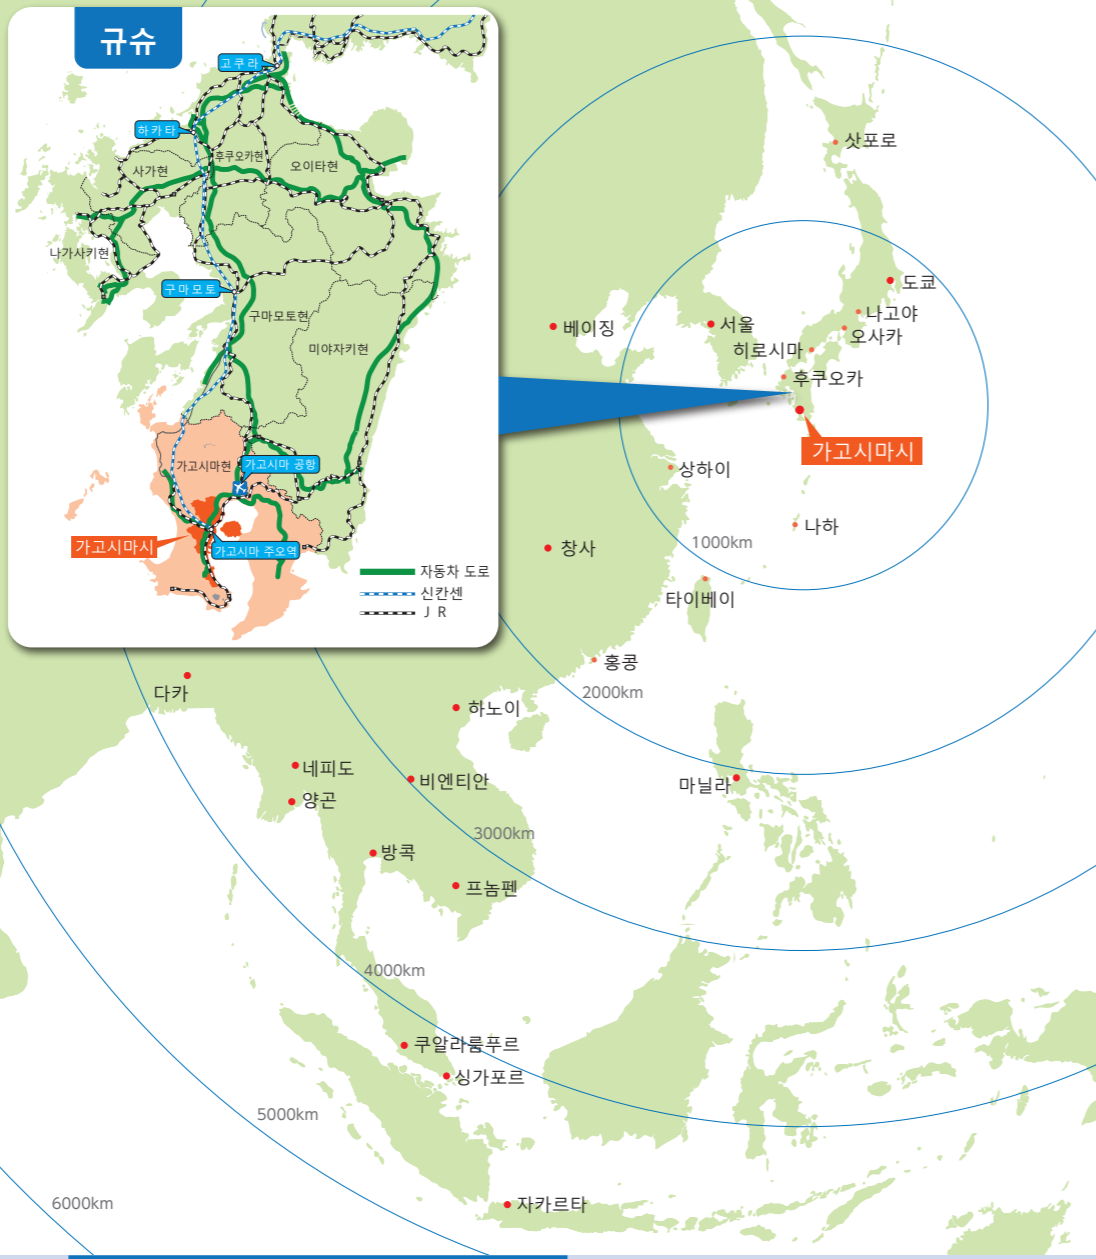 규슈
고쿠라
하카타
후쿠오카현
사가현
오이타현
나가사키현
구마모토
구마모토현
미야자키현
가고시마현
가고시마 공항
가고시마시
가고시마 주오역
자동차 도로
신칸센
J R
삿포로
도쿄
나고야
오사카
베이징
서울
히로시마
후쿠오카
가고시마시
상하이
나하
1000km
창사
타이베이
홍콩
2000km
다카
하노이
네피도
비엔티안
마닐라
양곤
3000km
방콕
프놈펜
4000km
쿠알라룸푸르
싱가포르
5000km
6000km
자카르타